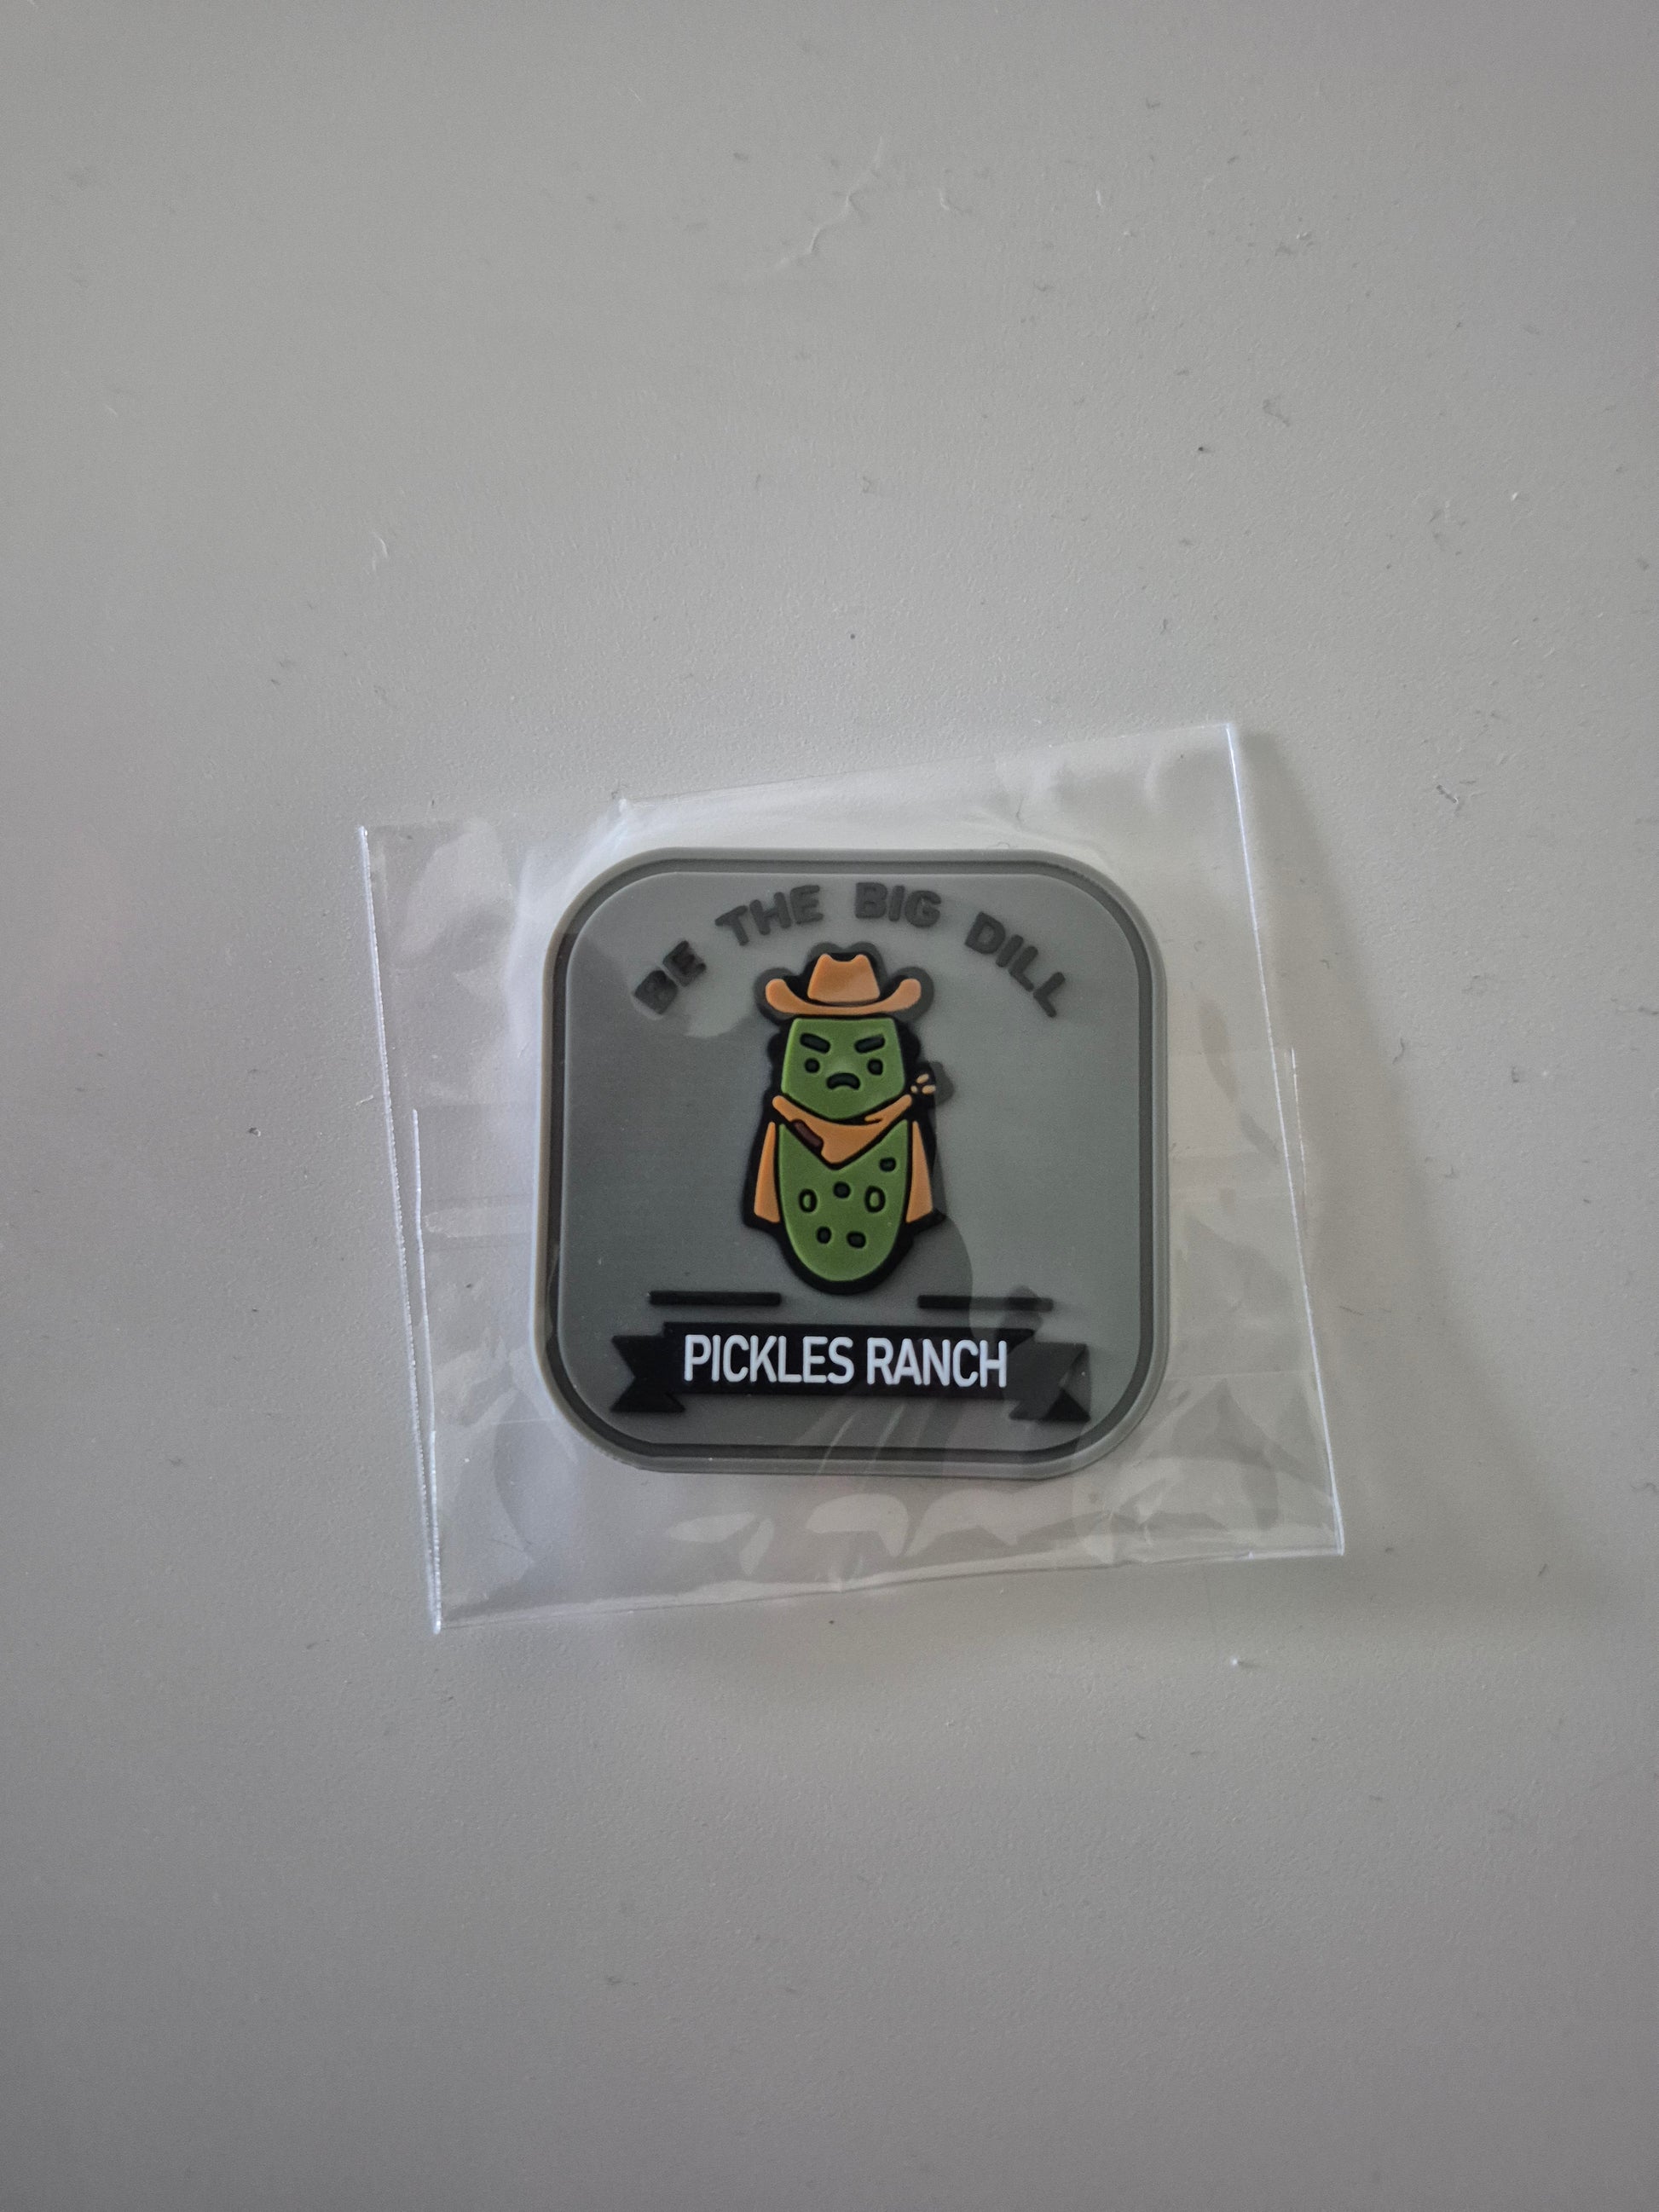 BE THE BIG DILL
PICKLES RANCH